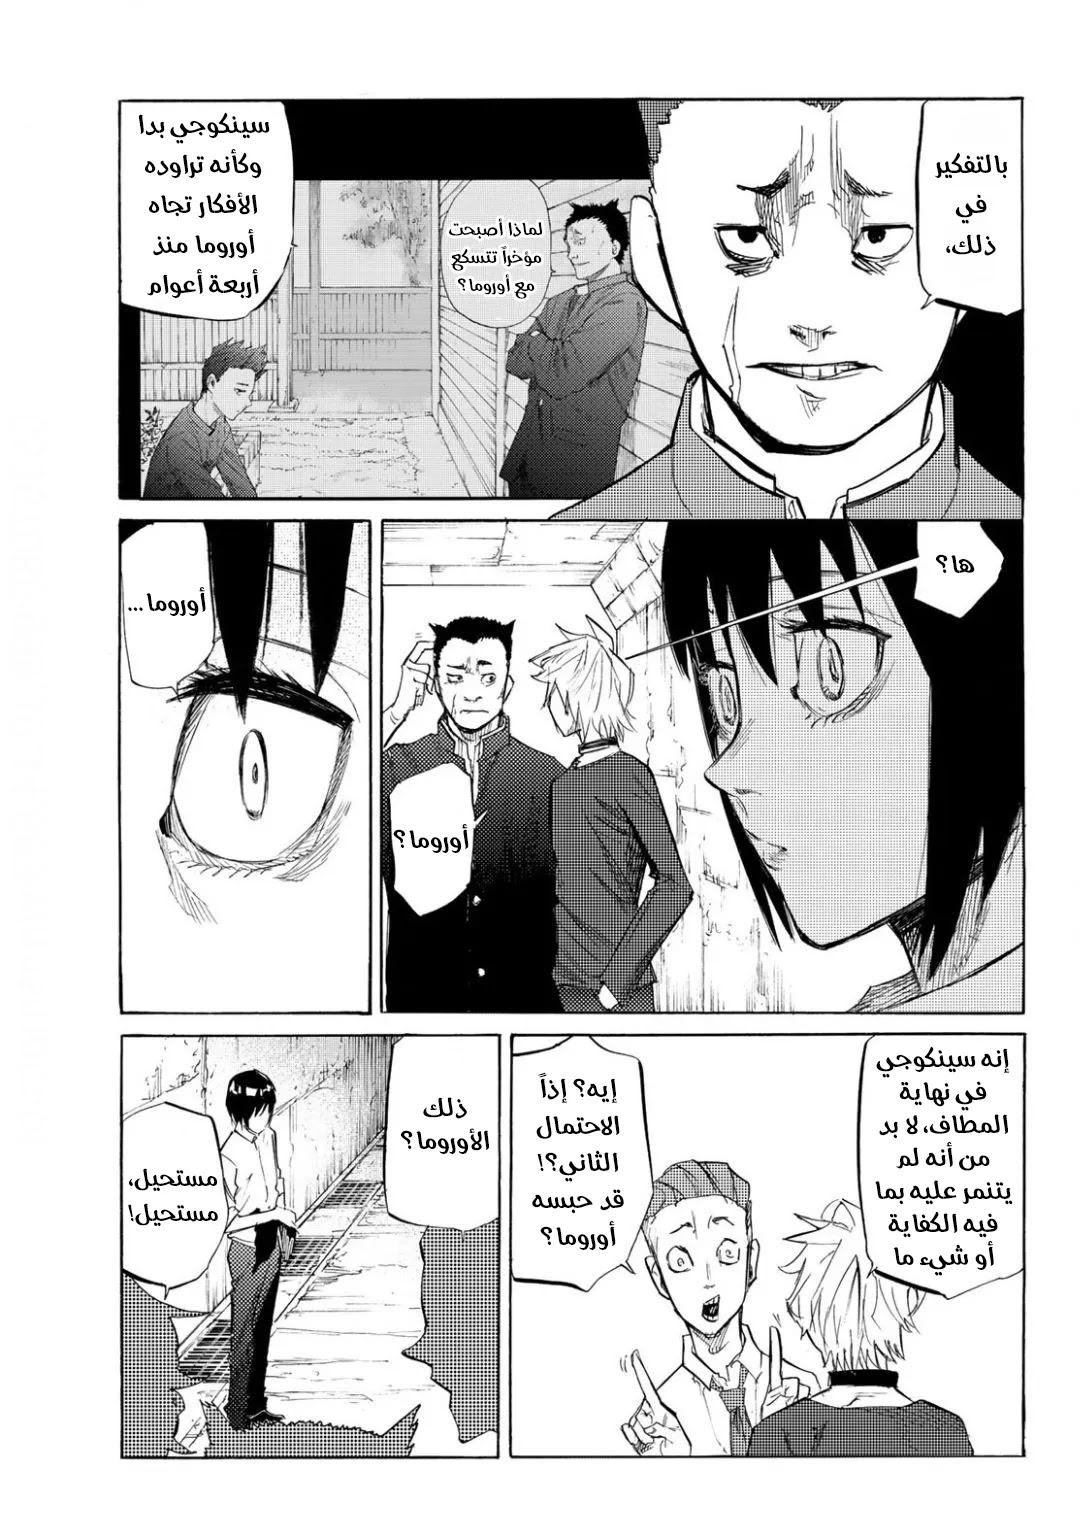 بالتفكير
في
ذلك،
لماذا أصبحت
مؤخراً تتسكع
مع أوروما؟
سينكوجي بدا
وكأنه تراوده
الأفكار تجاه
أوروما منذ
أربعة أعوام
ها؟
أوروما؟
أوروما...
إنه سينكوجي
في نهاية
المطاف، لا بد
من أنه لم
يتنمر عليه بما
فيه الكفاية
أو شيء ما
إيه؟ إذاً
الاحتمال
الثاني؟!
قد حبسه
أوروما؟
ذلك
الأوروما؟
مستحيل،
مستحيل!